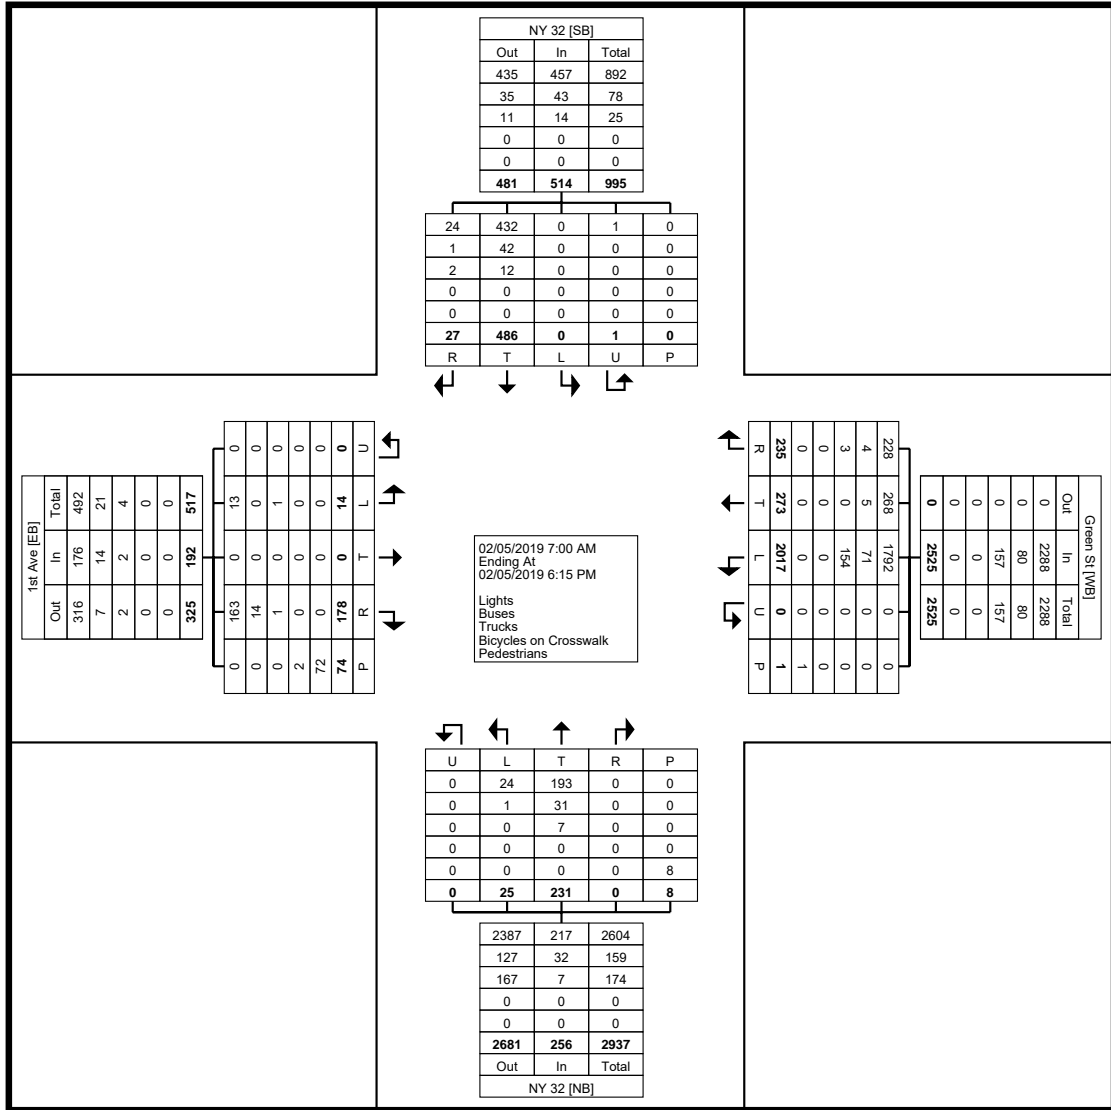 NY 32 [SB]
Out In Total
435 457 892
35 43 78
11 14 25
0 0 0
0 0 0
481 514 995
24 432 0 1 0
1 42 0 0 0
2 12 0 0 0
0 0 0 0 0
0 0 0 0 0
27 486 0 1 0
R T L U P
1st Ave [EB]
Total In Out
492 176 316
21 14 7
4 2 2
0 0 0
0 0 0
517 192 325
0 13 0 163 0
0 0 0 14 0
0 1 0 1 0
0 0 0 0 2
0 0 0 0 72
0 14 0 178 74
U L T R P
02/05/2019 7:00 AM
Ending At
02/05/2019 6:15 PM
Lights
Buses
Trucks
Bicycles on Crosswalk
Pedestrians
Green St [WB]
Out In Total
0 2288 2288
0 80 80
0 157 157
0 0 0
0 0 0
0 2525 2525
228 268 1792 0 0
4 5 71 0 0
3 0 154 0 0
0 0 0 0 0
0 0 0 0 1
235 273 2017 0 1
R T L U P
U L T R P
0 24 193 0 0
0 1 31 0 0
0 0 7 0 0
0 0 0 0 0
0 0 0 0 8
0 25 231 0 8
2387 217 2604
127 32 159
167 7 174
0 0 0
0 0 0
2681 256 2937
Out In Total
NY 32 [NB]